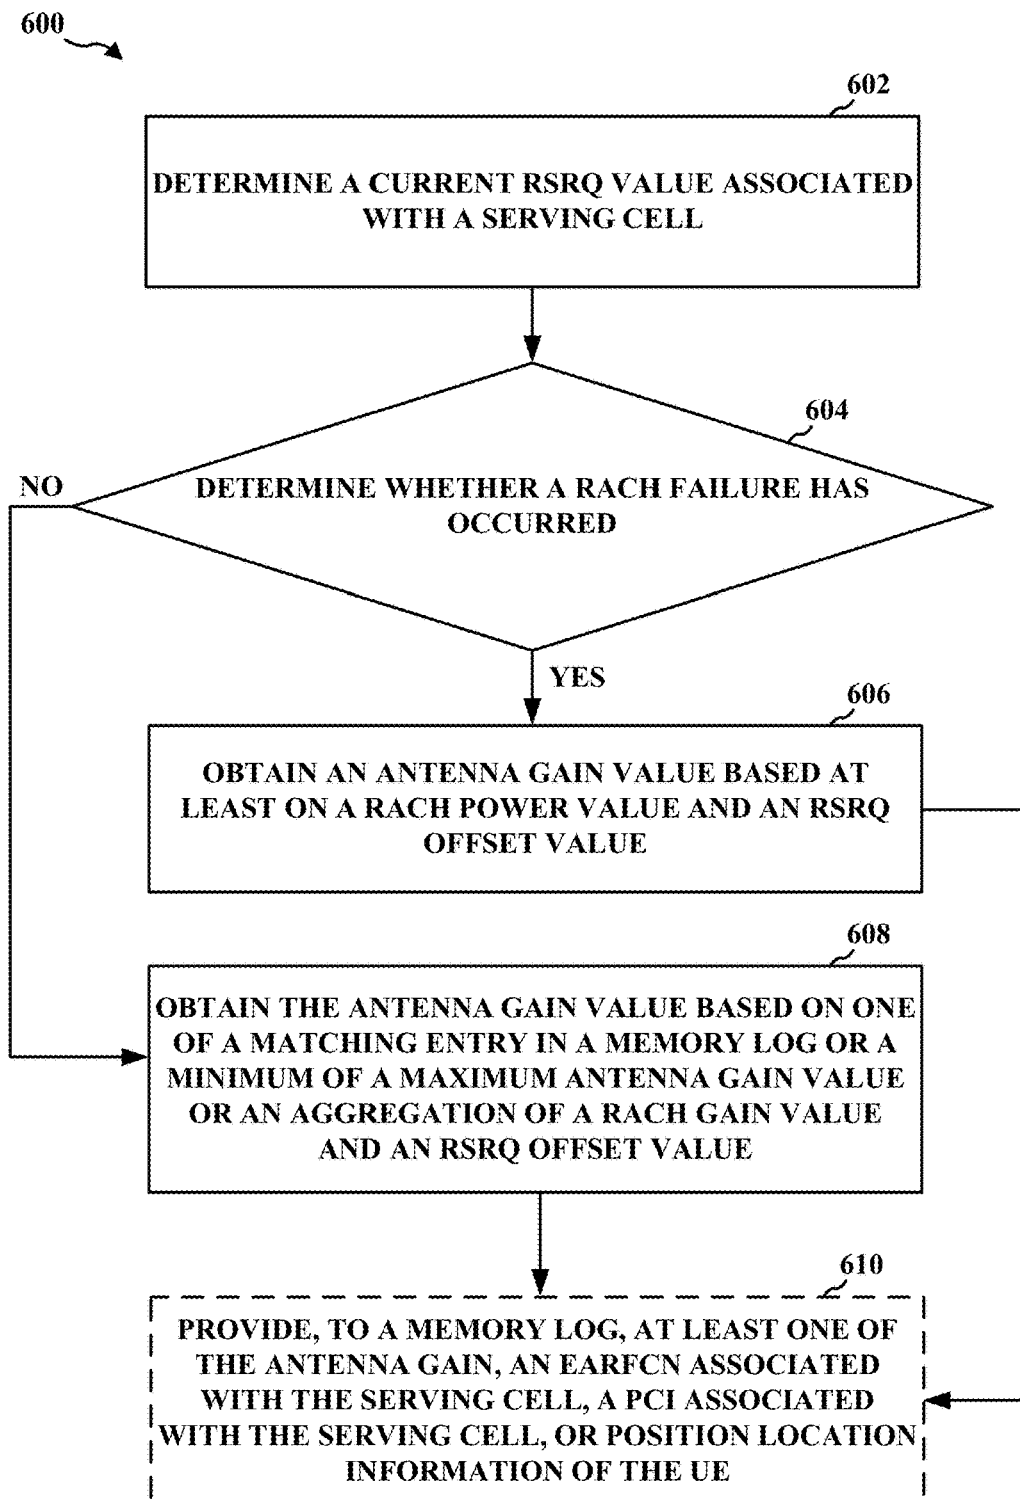 600
602
DETERMINE A CURRENT RSRQ VALUE ASSOCIATED
WITH A SERVING CELL
604
NO
DETERMINE WHETHER A RACH FAILURE HAS
OCCURRED
YES
606
OBTAIN AN ANTENNA GAIN VALUE BASED AT
LEAST ON A RACH POWER VALUE AND AN RSRQ
OFFSET VALUE
608
OBTAIN THE ANTENNA GAIN VALUE BASED ON ONE
OF A MATCHING ENTRY IN A MEMORY LOG OR A
MINIMUM OF A MAXIMUM ANTENNA GAIN VALUE
OR AN AGGREGATION OF A RACH GAIN VALUE
AND AN RSRQ OFFSET VALUE
610
PROVIDE, TO A MEMORY LOG, AT LEAST ONE OF
THE ANTENNA GAIN, AN EARFCN ASSOCIATED
WITH THE SERVING CELL, A PCI ASSOCIATED
WITH THE SERVING CELL, OR POSITION LOCATION
INFORMATION OF THE UE